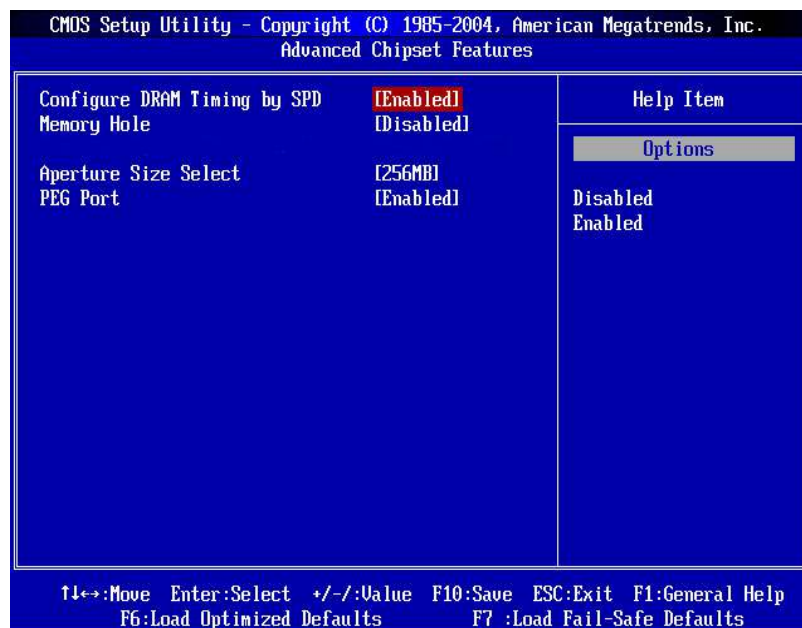 CMOS Setup Utility - Copyright (C) 1985-2004, American Megatrends, Inc.
Advanced Chipset Features
Configure DRAM Timing by SPD [Enabled]
Memory Hole [Disabled]
Aperture Size Select [256MB]
PEG Port [Enabled]
Help Item
Options
Disabled
Enabled
↑↓←→:Move Enter:Select +/-/:Value F10:Save ESC:Exit F1:General Help
F6:Load Optimized Defaults F7 :Load Fail-Safe Defaults